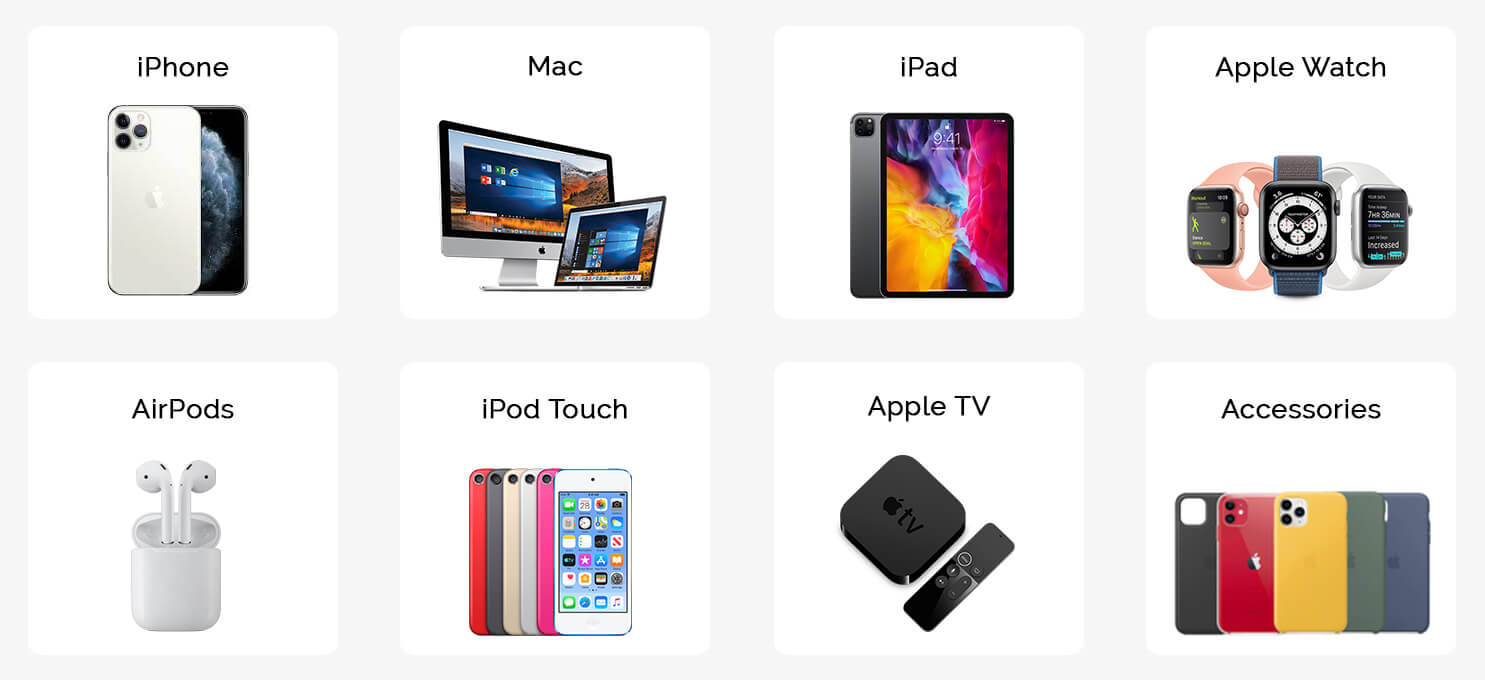 iPhone
Mac
iPad
Apple Watch
9:41
7HR 36MIN
Increased
AirPods
iPod Touch
Apple TV
tv
Accessories